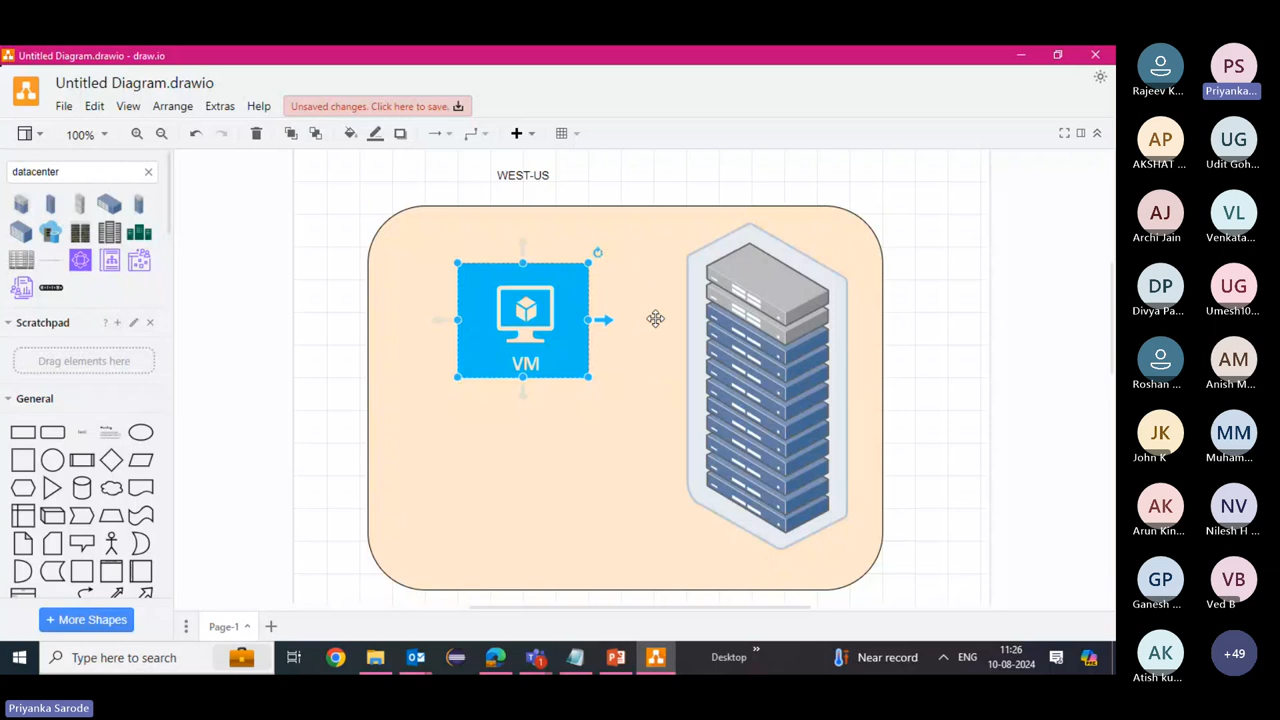 Untitled Diagram.drawio - draw.io
Untitled Diagram.drawio
File Edit View Arrange Extras Help
Unsaved changes. Click here to save.
100%
datacenter
Scratchpad
?
Drag elements here
General
+ More Shapes
WEST-US
VM
Page-1
Type here to search
Desktop
Near record
ENG
11:26
10-08-2024
Priyanka Sarode
PS
Rajeev K...
Priyanka...
AP
UG
AKSHAT ...
Udit Goh...
AJ
VL
Archi Jain
Venkata...
DP
UG
Divya Pa...
Umesh10...
AM
Roshan ...
Anish M...
JK
MM
John K
Muham...
AK
NV
Arun Kin...
Nilesh H ...
GP
VB
Ganesh ...
Ved B
AK
+49
Atish ku...